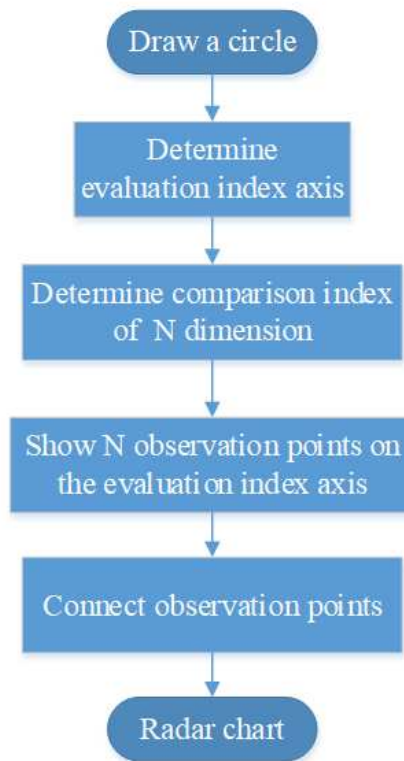 Draw a circle
Determine
evaluation index axis
Determine comparison index
of N dimension
Show N observation points on
the evaluation index axis
Connect observation points
Radar chart